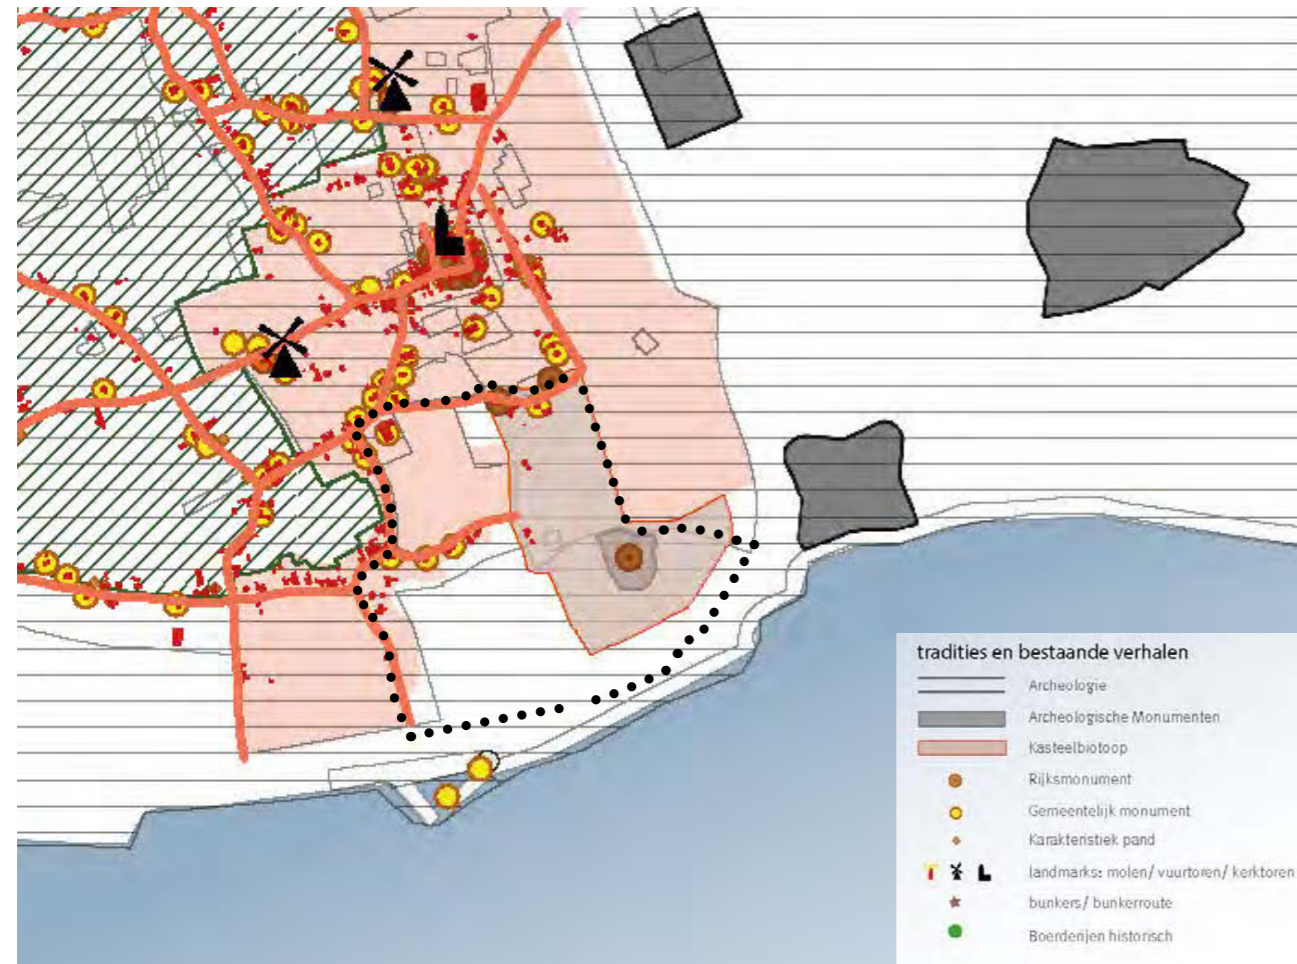 tradities en bestaande verhalen
Archeologie
Archeologische Monumenten
Kasteelbiotoop
Rijksmonument
Gemeentelijk monument
Karakteristiek pand
landmarks: molen/ vuurtoren/ kerktoren
bunkers/ bunkerroute
Boerderijen historisch